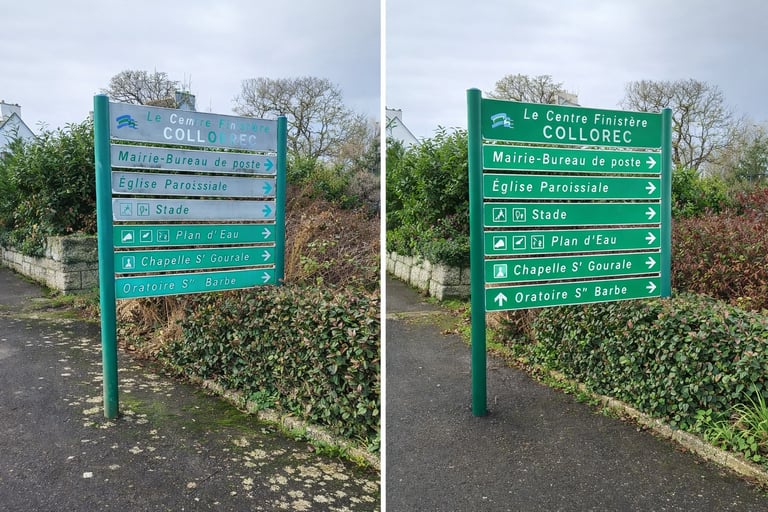 Le Centre Finistère
COLLOREC
Mairie-Bureau de poste
Église Paroissiale
Stade
Plan d'Eau
Chapelle St Gourale
Oratoire Ste Barbe
Le Centre Finistère
COLLOREC
Mairie-Bureau de poste
Église Paroissiale
Stade
Plan d'Eau
Chapelle St Gourale
Oratoire Ste Barbe